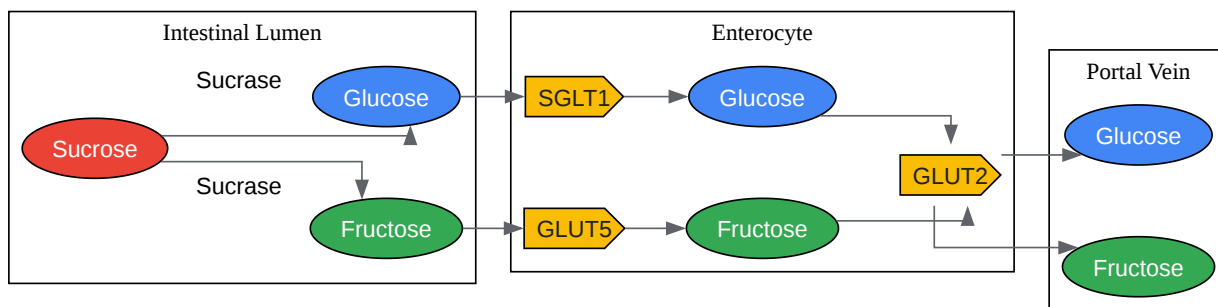 Intestinal Lumen
Sucrase
Glucose
Sucrose
Sucrase
Fructose
Enterocyte
SGLT1
Glucose
GLUT2
GLUT5
Fructose
Portal Vein
Glucose
Fructose